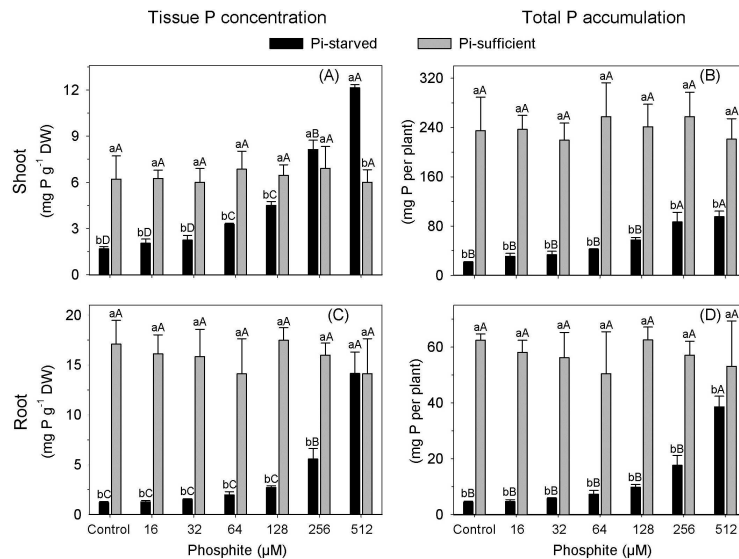 Tissue P concentration
Total P accumulation
Pi-starved
Pi-sufficient
Shoot
(mg P g⁻¹ DW)
12
9
6
3
0
(A)
bD aA bD aA bD aA bC aA bC aA aB aA aA bA
(mg P per plant)
320
240
160
80
0
(B)
bB aA bB aA bB aA bB aA bB aA bA aA bA aA
Root
(mg P g⁻¹ DW)
20
15
10
5
0
(C)
bC aA bC aA bC aA bC aA bC aA bB aA aA aA
Control 16 32 64 128 256 512
Phosphite (µM)
(mg P per plant)
60
40
20
0
(D)
bB aA bB aA bB aA bB aA bB aA bB aA bA aA
Control 16 32 64 128 256 512
Phosphite (µM)